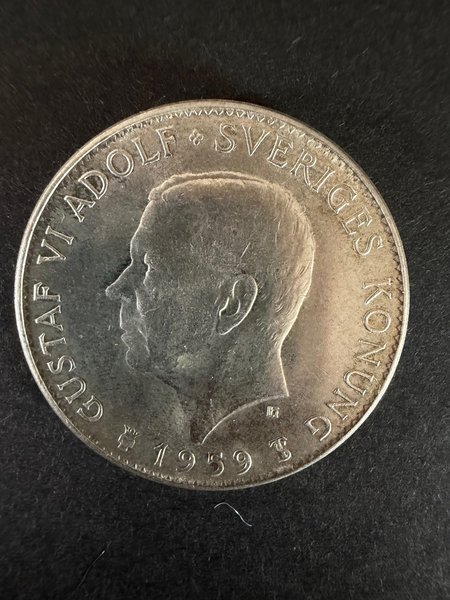 GUSTAF VI ADOLF · SVERIGES KONUNG
1959